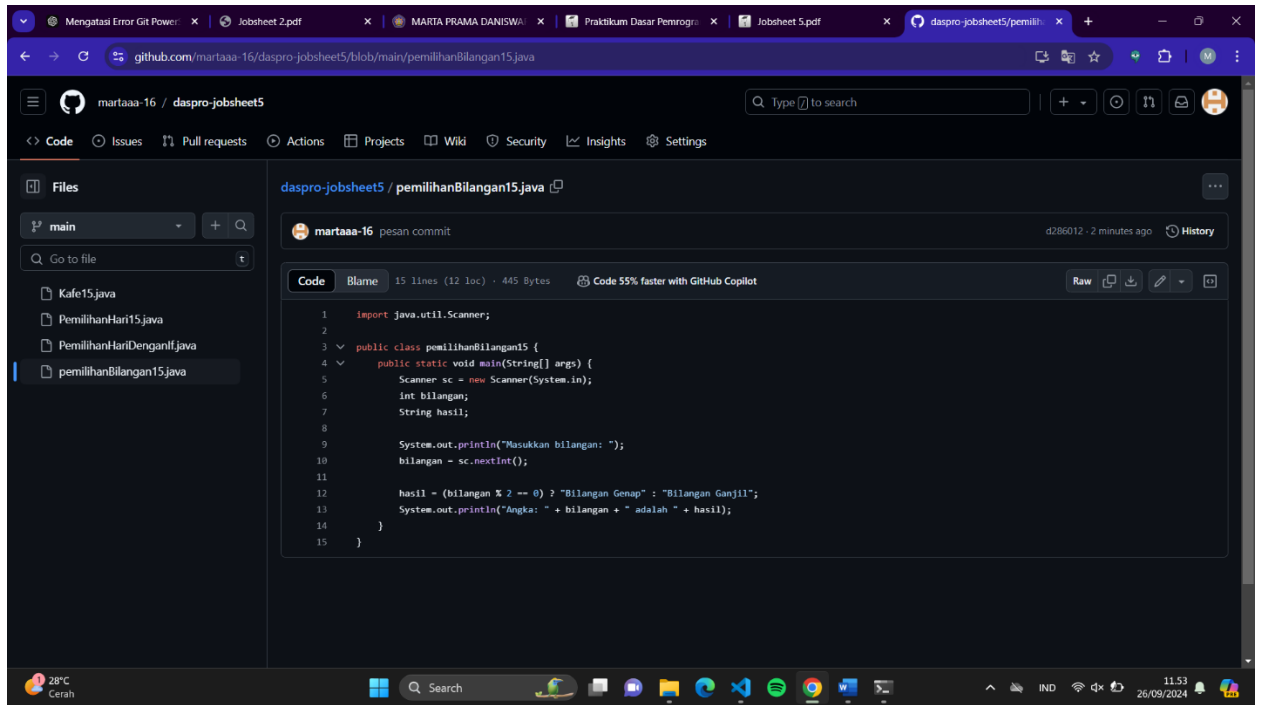 Mengatasi Error Git Power
Jobsheet 2.pdf
MARTA PRAMA DANISWA
Praktikum Dasar Pemrogra
Jobsheet 5.pdf
daspro-jobsheet5/pemilih
github.com/martaaa-16/daspro-jobsheet5/blob/main/pemilihanBilangan15.java
M
martaaa-16 / daspro-jobsheet5
Type / to search
Code Issues Pull requests Actions Projects Wiki Security Insights Settings
Files
main
Go to file t
Kafe15.java
PemilihanHari15.java
PemilihanHariDenganIf.java
pemilihanBilangan15.java
daspro-jobsheet5 / pemilihanBilangan15.java
martaaa-16 pesan commit d286012 · 2 minutes ago History
Code Blame 15 lines (12 loc) · 445 Bytes Code 55% faster with GitHub Copilot Raw
1 import java.util.Scanner;
2
3 public class pemilihanBilangan15 {
4 public static void main(String[] args) {
5 Scanner sc = new Scanner(System.in);
6 int bilangan;
7 String hasil;
8
9 System.out.println("Masukkan bilangan: ");
10 bilangan = sc.nextInt();
11
12 hasil = (bilangan % 2 == 0) ? "Bilangan Genap" : "Bilangan Ganjil";
13 System.out.println("Angka: " + bilangan + " adalah " + hasil);
14 }
15 }
1
28°C
Cerah
Search
IND
11.53
26/09/2024